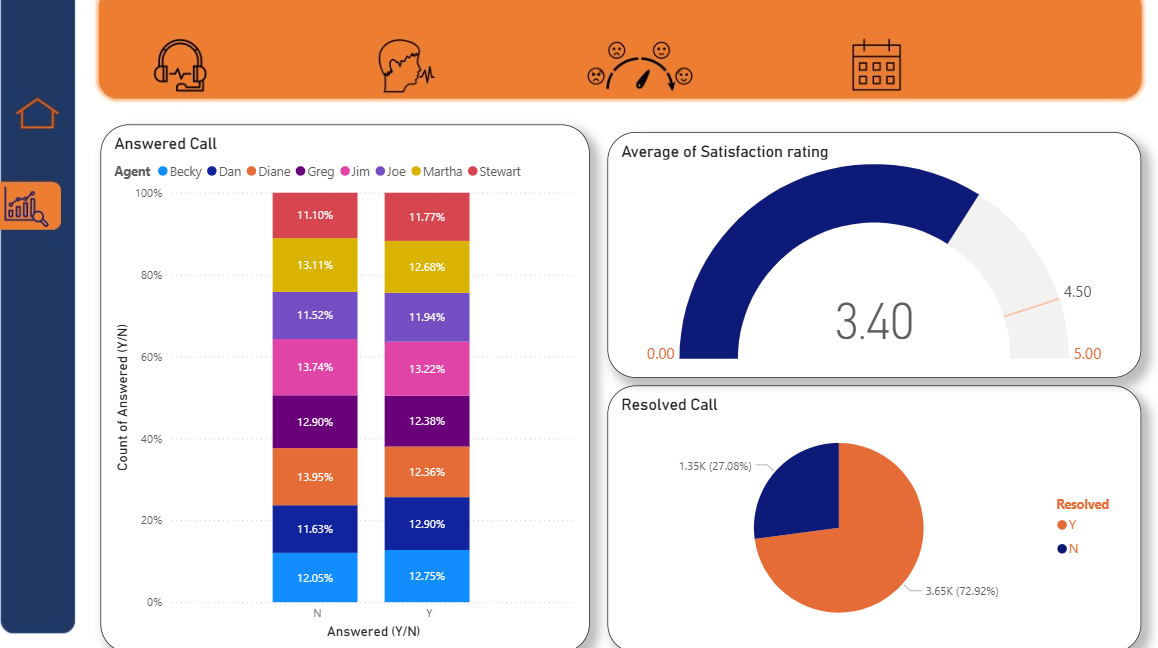 Answered Call
Agent Becky Dan Diane Greg Jim Joe Martha Stewart
100%
80%
60%
40%
20%
0%
Count of Answered (Y/N)
11.10%
13.11%
11.52%
13.74%
12.90%
13.95%
11.63%
12.05%
N
11.77%
12.68%
11.94%
13.22%
12.38%
12.36%
12.90%
12.75%
Y
Answered (Y/N)
Average of Satisfaction rating
4.50
3.40
0.00
5.00
Resolved Call
1.35K (27.08%)
3.65K (72.92%)
Resolved
Y
N